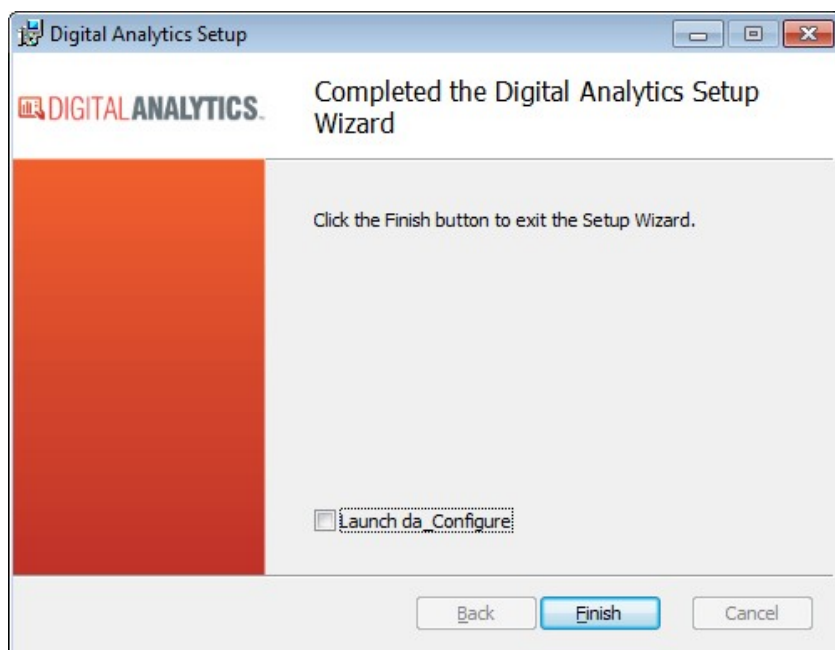 Digital Analytics Setup
DIGITALANALYTICS™
Completed the Digital Analytics Setup
Wizard
Click the Finish button to exit the Setup Wizard.
Launch da_Configure
Back
Finish
Cancel